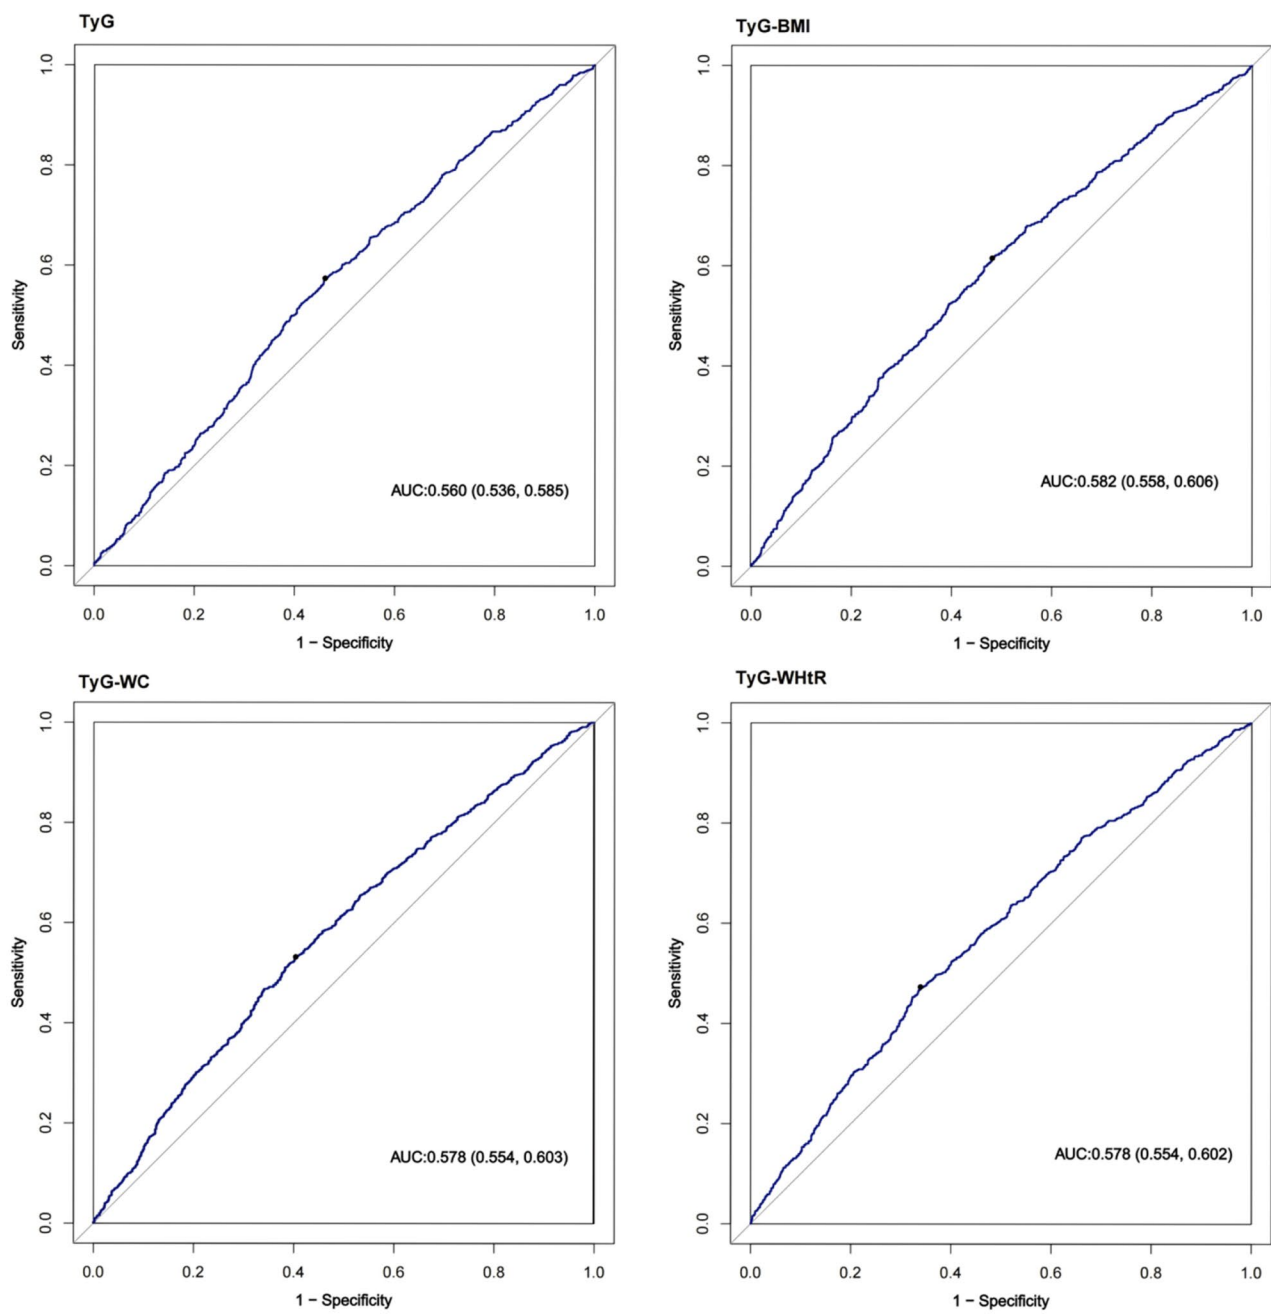 TyG
1.0
0.8
0.6
0.4
0.2
0.0
Sensitivity
AUC:0.560 (0.536, 0.585)
0.0 0.2 0.4 0.6 0.8 1.0
1 − Specificity
TyG-BMI
1.0
0.8
0.6
0.4
0.2
0.0
Sensitivity
AUC:0.582 (0.558, 0.606)
0.0 0.2 0.4 0.6 0.8 1.0
1 − Specificity
TyG-WC
1.0
0.8
0.6
0.4
0.2
0.0
Sensitivity
AUC:0.578 (0.554, 0.603)
0.0 0.2 0.4 0.6 0.8 1.0
1 − Specificity
TyG-WHtR
1.0
0.8
0.6
0.4
0.2
0.0
Sensitivity
AUC:0.578 (0.554, 0.602)
0.0 0.2 0.4 0.6 0.8 1.0
1 − Specificity